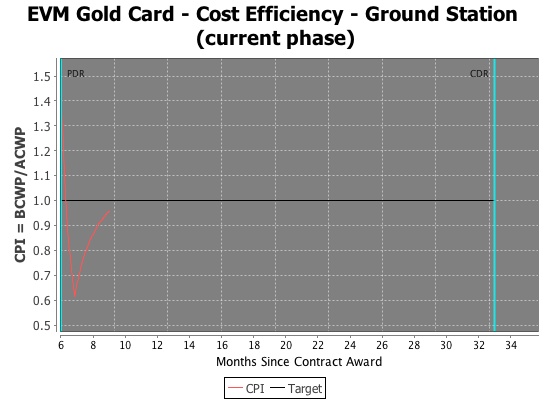 EVM Gold Card - Cost Efficiency - Ground Station
(current phase)
CPI = BCWP/ACWP
1.5
1.4
1.3
1.2
1.1
1.0
0.9
0.8
0.7
0.6
0.5
PDR
CDR
6 8 10 12 14 16 18 20 22 24 26 28 30 32 34
Months Since Contract Award
CPI Target